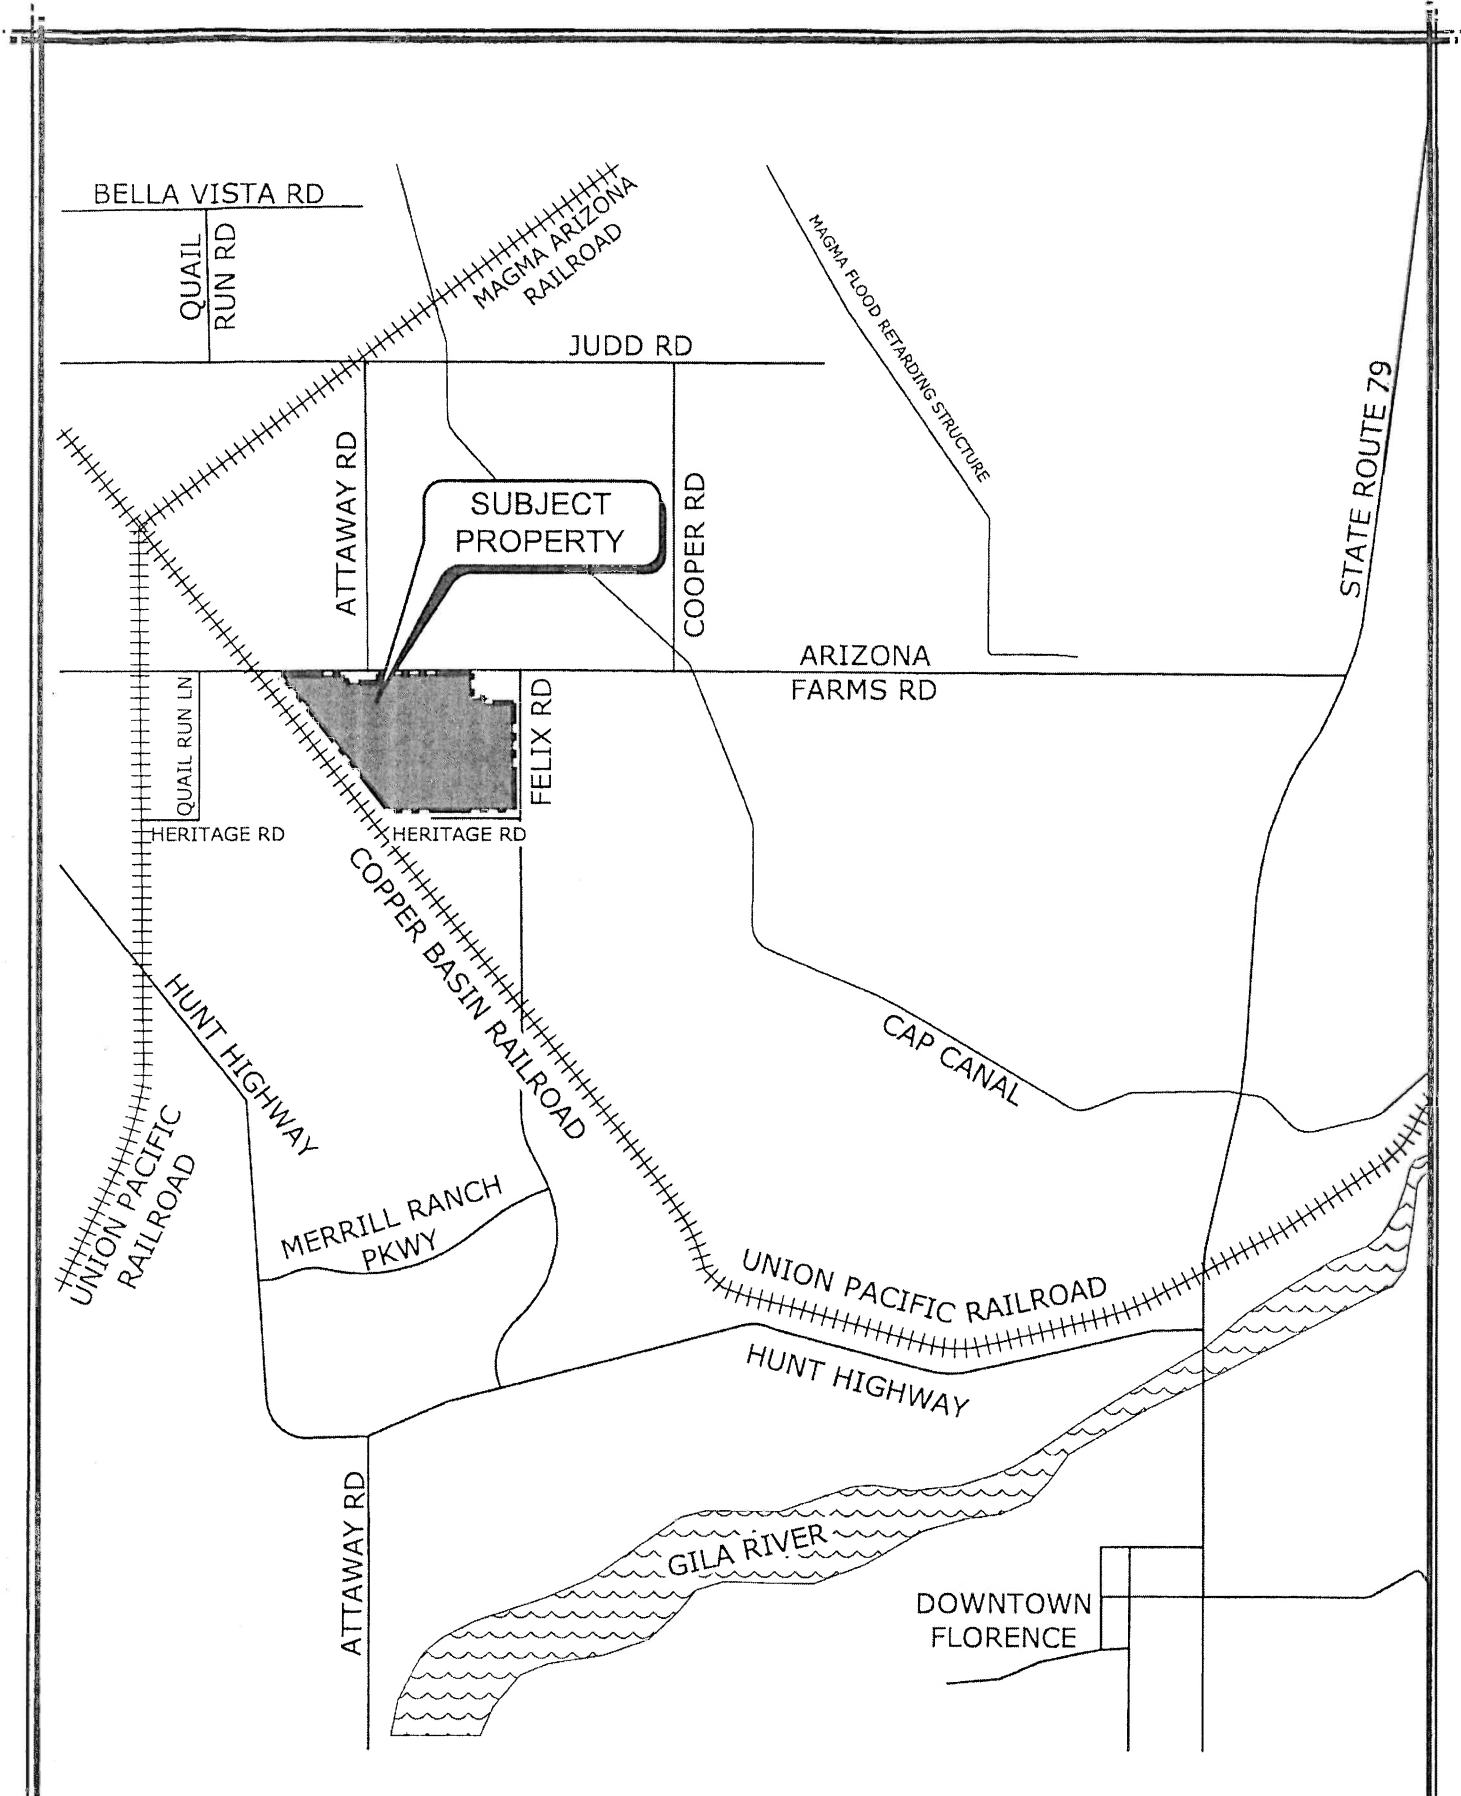 BELLA VISTA RD
QUAIL
RUN RD
MAGMA ARIZONA
RAILROAD
MAGMA FLOOD RETARDING STRUCTURE
JUDD RD
STATE ROUTE 79
ATTAWAY RD
SUBJECT
PROPERTY
COOPER RD
ARIZONA
FARMS RD
QUAIL RUN LN
FELIX RD
HERITAGE RD
HERITAGE RD
COPPER BASIN RAILROAD
HUNT HIGHWAY
CAP CANAL
UNION PACIFIC
RAILROAD
MERRILL RANCH
PKWY
UNION PACIFIC RAILROAD
HUNT HIGHWAY
ATTAWAY RD
GILA RIVER
DOWNTOWN
FLORENCE